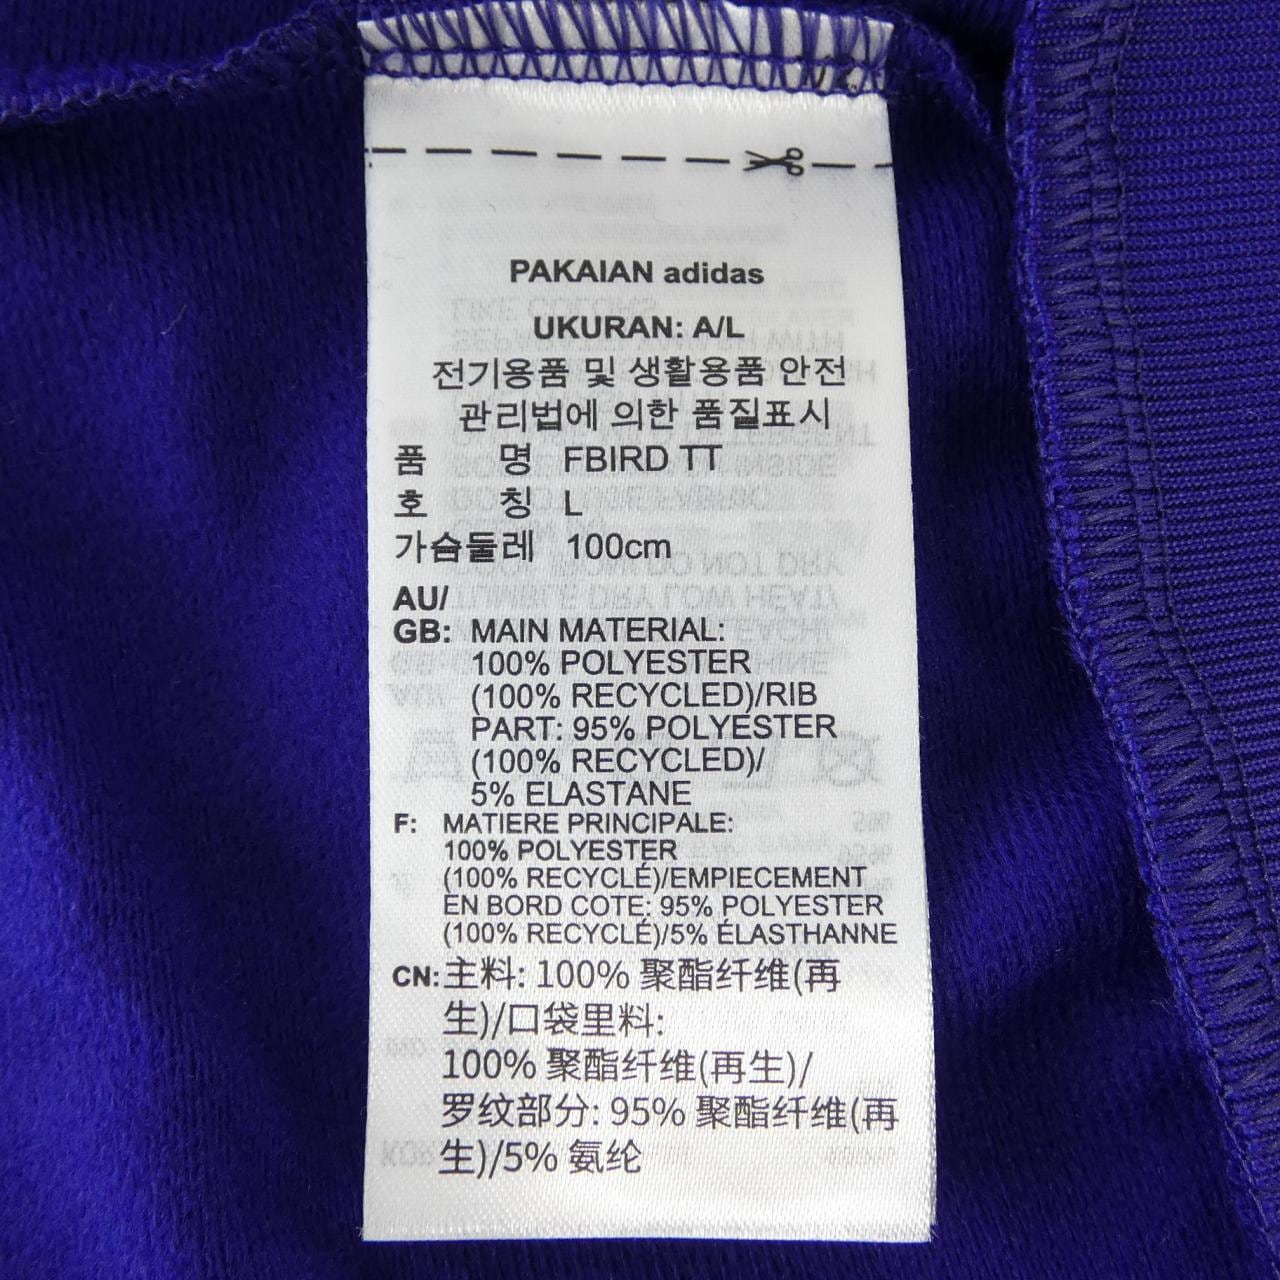 PAKAIAN adidas
UKURAN: A/L
전기용품 및 생활용품 안전
관리법에 의한 품질표시
품 명 FBIRD TT
호 칭 L
가슴둘레 100cm
AU/
GB: MAIN MATERIAL:
100% POLYESTER
(100% RECYCLED)/RIB
PART: 95% POLYESTER
(100% RECYCLED)/
5% ELASTANE
F: MATIERE PRINCIPALE:
100% POLYESTER
(100% RECYCLÉ)/EMPIECEMENT
EN BORD COTE: 95% POLYESTER
(100% RECYCLÉ)/5% ÉLASTHANNE
CN: 主料: 100% 聚酯纤维(再
生)/口袋里料:
100% 聚酯纤维(再生)/
罗纹部分: 95% 聚酯纤维(再
生)/5% 氨纶